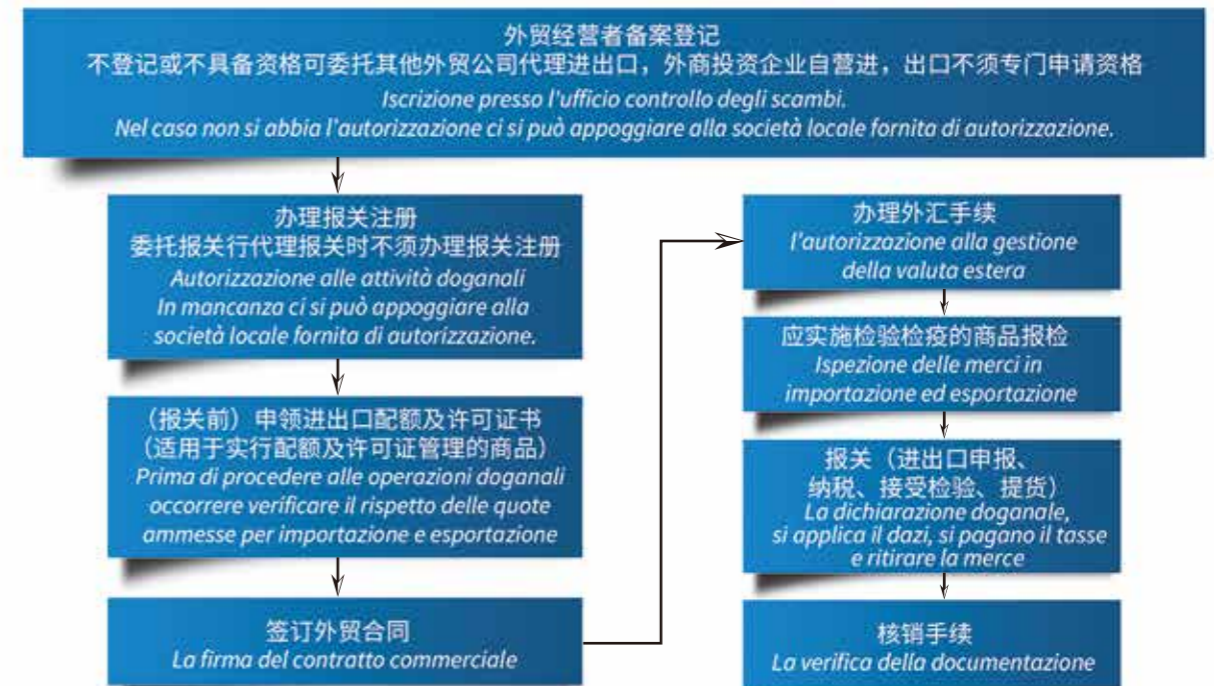 外贸经营者备案登记
不登记或不具备资格可委托其他外贸公司代理进出口，外商投资企业自营进，出口不须专门申请资格
Iscrizione presso l'ufficio controllo degli scambi.
Nel caso non si abbia l'autorizzazione ci si può appoggiare alla società locale fornita di autorizzazione.
办理报关注册
委托报关行代理报关时不须办理报关注册
Autorizzazione alle attività doganali
In mancanza ci si può appoggiare alla
società locale fornita di autorizzazione.
（报关前）申领进出口配额及许可证书
（适用于实行配额及许可证管理的商品）
Prima di procedere alle operazioni doganali
occorrere verificare il rispetto delle quote
ammesse per importazione e esportazione
签订外贸合同
La firma del contratto commerciale
办理外汇手续
l'autorizzazione alla gestione
della valuta estera
应实施检验检疫的商品报检
Ispezione delle merci in
importazione ed esportazione
报关（进出口申报、
纳税、接受检验、提货）
La dichiarazione doganale,
si applica il dazi, si pagano il tasse
e ritirare la merce
核销手续
La verifica della documentazione